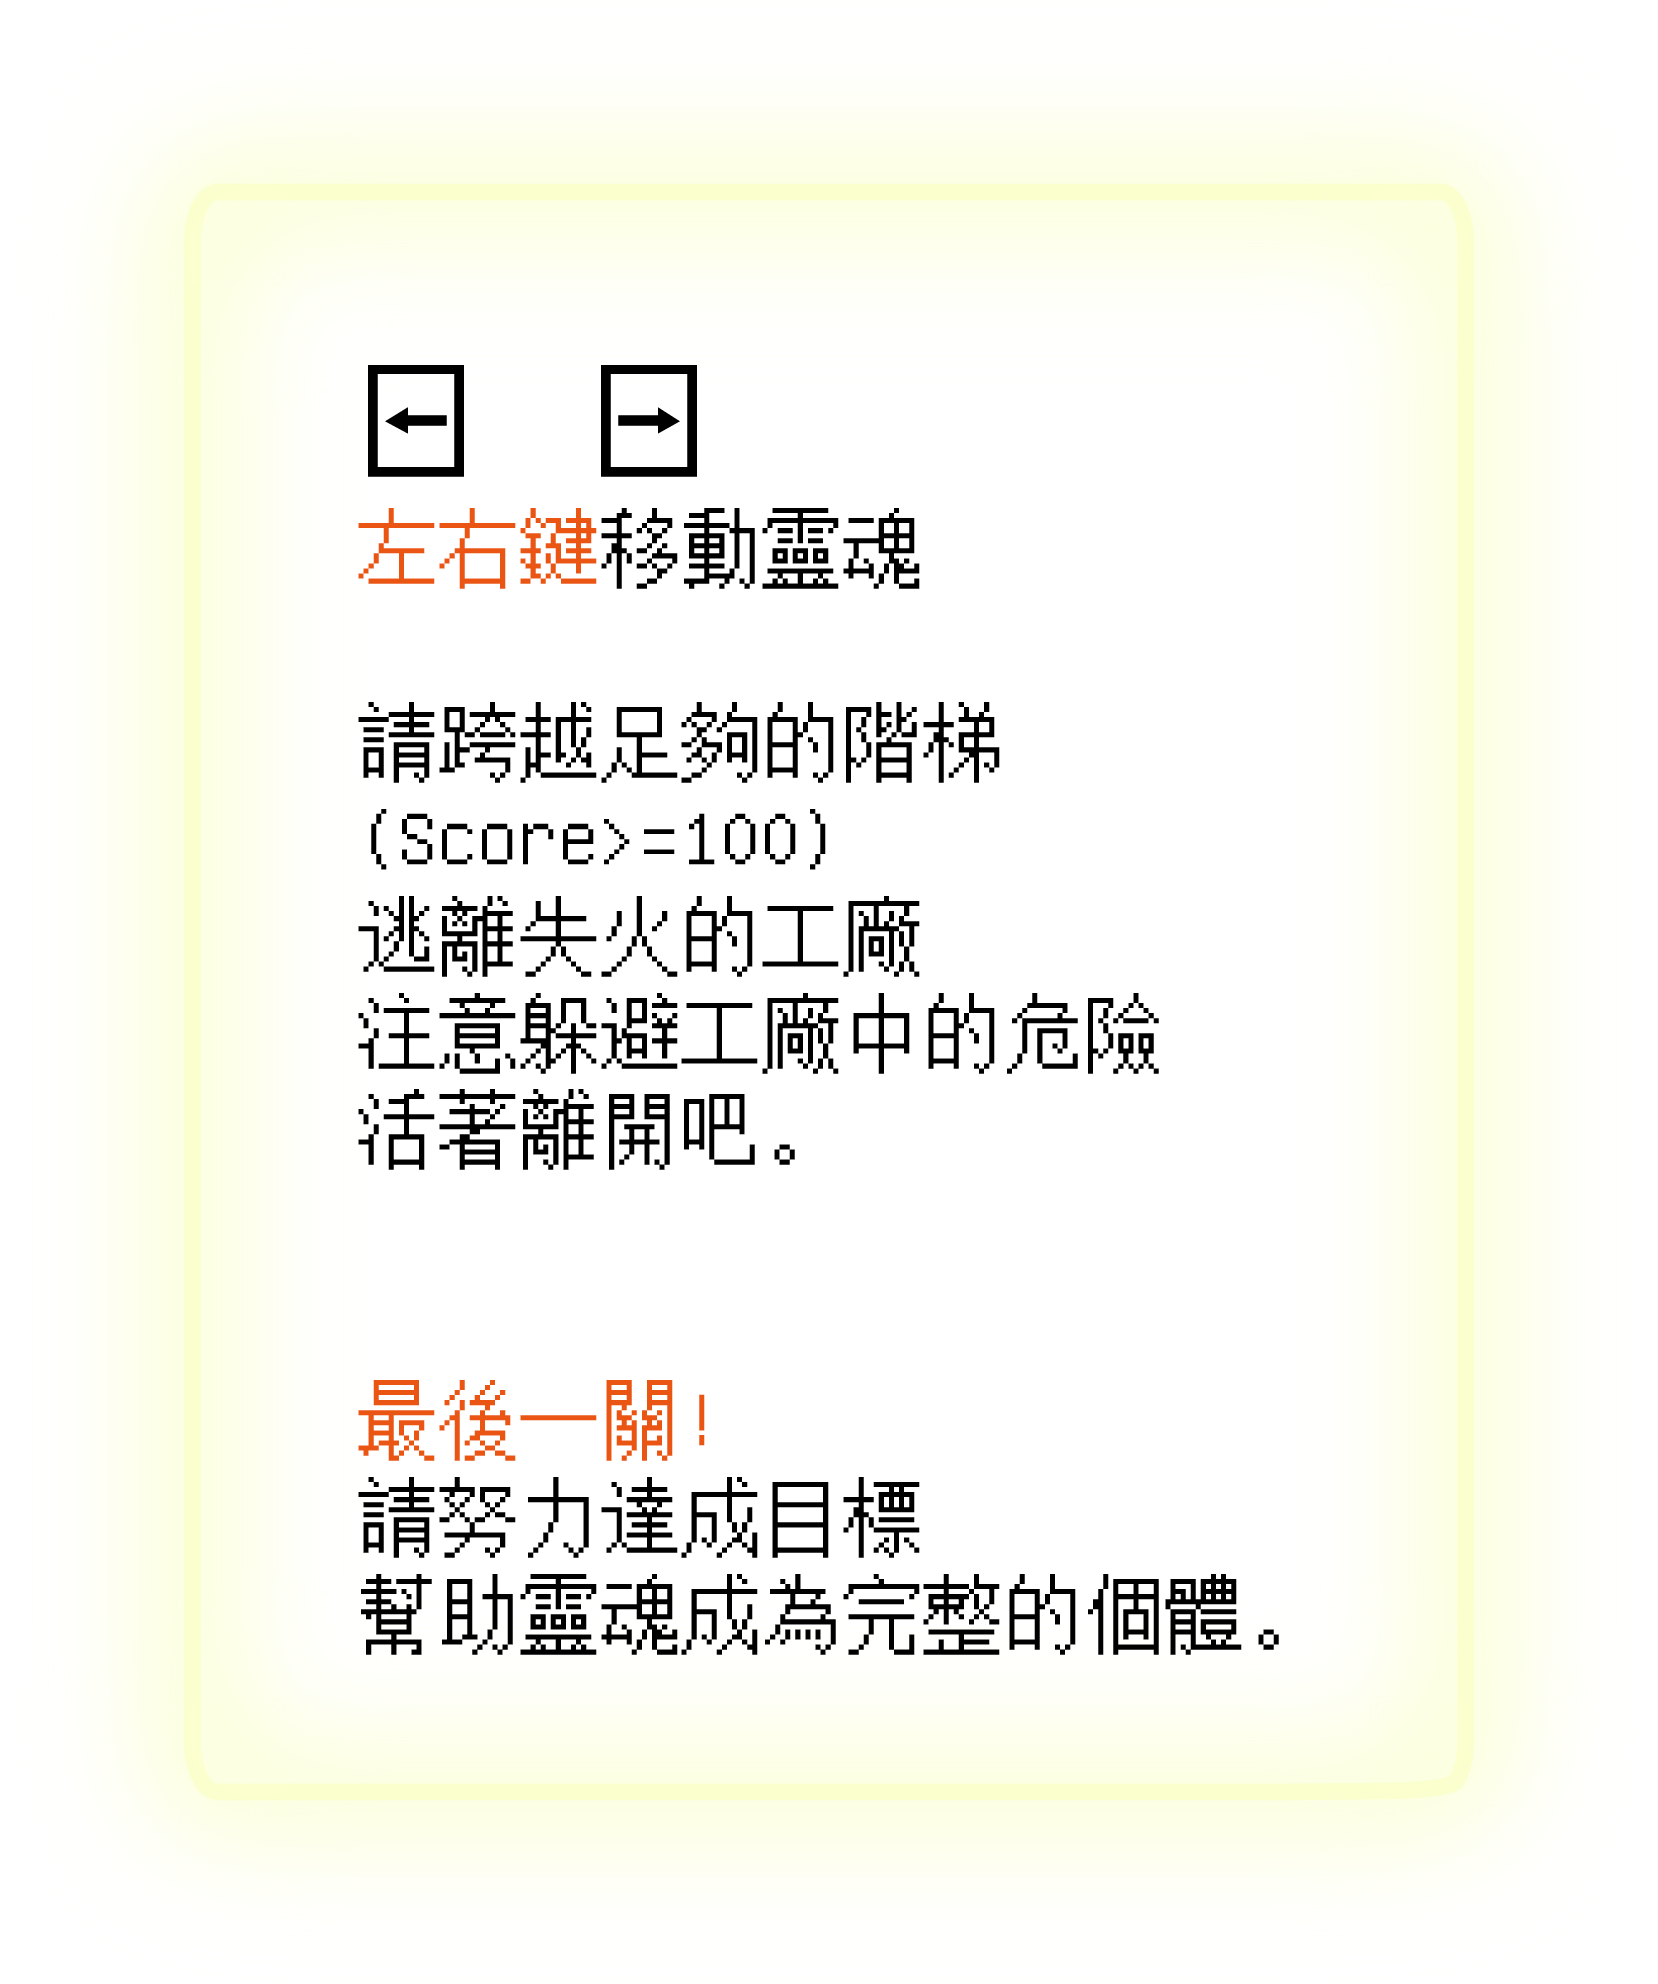 ← →
左右鍵移動靈魂
請跨越足夠的階梯
(Score>=100)
逃離失火的工廠
注意躲避工廠中的危險
活著離開吧。
最後一關!
請努力達成目標
幫助靈魂成為完整的個體。